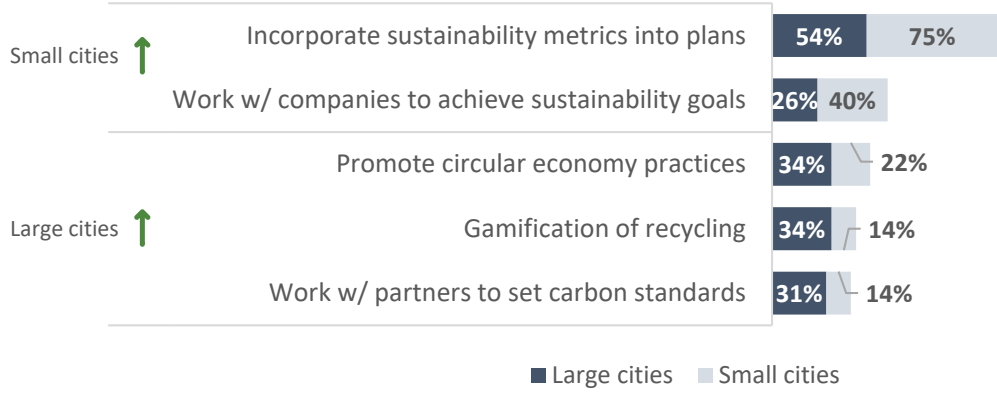 Small cities
Incorporate sustainability metrics into plans 54% 75%
Work w/ companies to achieve sustainability goals 26% 40%
Promote circular economy practices 34% 22%
Large cities
Gamification of recycling 34% 14%
Work w/ partners to set carbon standards 31% 14%
Large cities Small cities